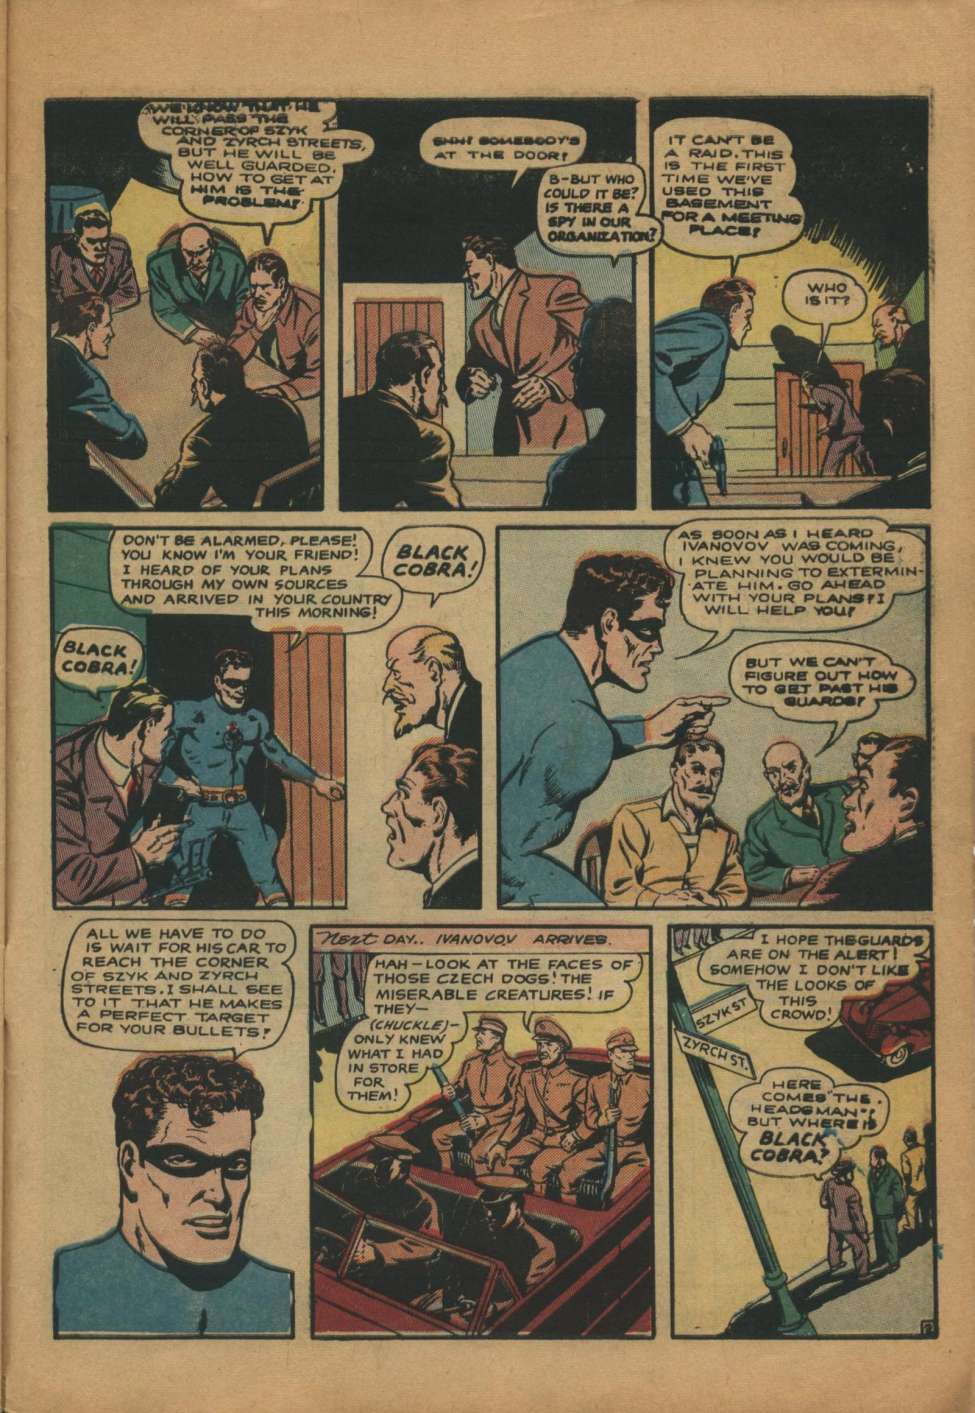 WE KNOW THAT HE
WILL PASS THE
CORNER OF SZYK
AND ZYRCH STREETS,
BUT HE WILL BE
WELL GUARDED.
HOW TO GET AT
HIM IS THE
PROBLEM!
SHH! SOMEBODY'S
AT THE DOOR!
B-BUT WHO
COULD IT BE?
IS THERE A
SPY IN OUR
ORGANIZATION?
IT CAN'T BE
A RAID. THIS
IS THE FIRST
TIME WE'VE
USED THIS
BASEMENT
FOR A MEETING
PLACE!
WHO
IS IT?
DON'T BE ALARMED, PLEASE!
YOU KNOW I'M YOUR FRIEND!
I HEARD OF YOUR PLANS
THROUGH MY OWN SOURCES
AND ARRIVED IN YOUR COUNTRY
THIS MORNING!
BLACK
COBRA!
BLACK
COBRA!
AS SOON AS I HEARD
IVANOVOV WAS COMING,
I KNEW YOU WOULD BE
PLANNING TO EXTERMIN-
ATE HIM. GO AHEAD
WITH YOUR PLANS! I
WILL HELP YOU!
BUT WE CAN'T
FIGURE OUT HOW
TO GET PAST HIS
GUARDS!
ALL WE HAVE TO DO
IS WAIT FOR HIS CAR TO
REACH THE CORNER
OF SZYK AND ZYRCH
STREETS. I SHALL SEE
TO IT THAT HE MAKES
A PERFECT TARGET
FOR YOUR BULLETS!
Next DAY.. IVANOVOV ARRIVES.
HAH-LOOK AT THE FACES OF
THOSE CZECH DOGS! THE
MISERABLE CREATURES! IF
THEY-
(CHUCKLE)-
ONLY KNEW
WHAT I HAD
IN STORE
FOR
THEM!
I HOPE THE GUARDS
ARE ON THE ALERT!
SOMEHOW I DON'T LIKE
THE LOOKS OF
THIS
CROWD!
SZYK ST
ZYRCH ST.
HERE
COMES "THE
HEADSMAN"!
BUT WHERE IS
BLACK
COBRA?
2